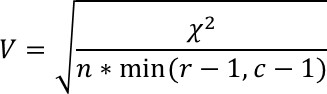 V = √(χ² / (n * min(r − 1, c − 1)))